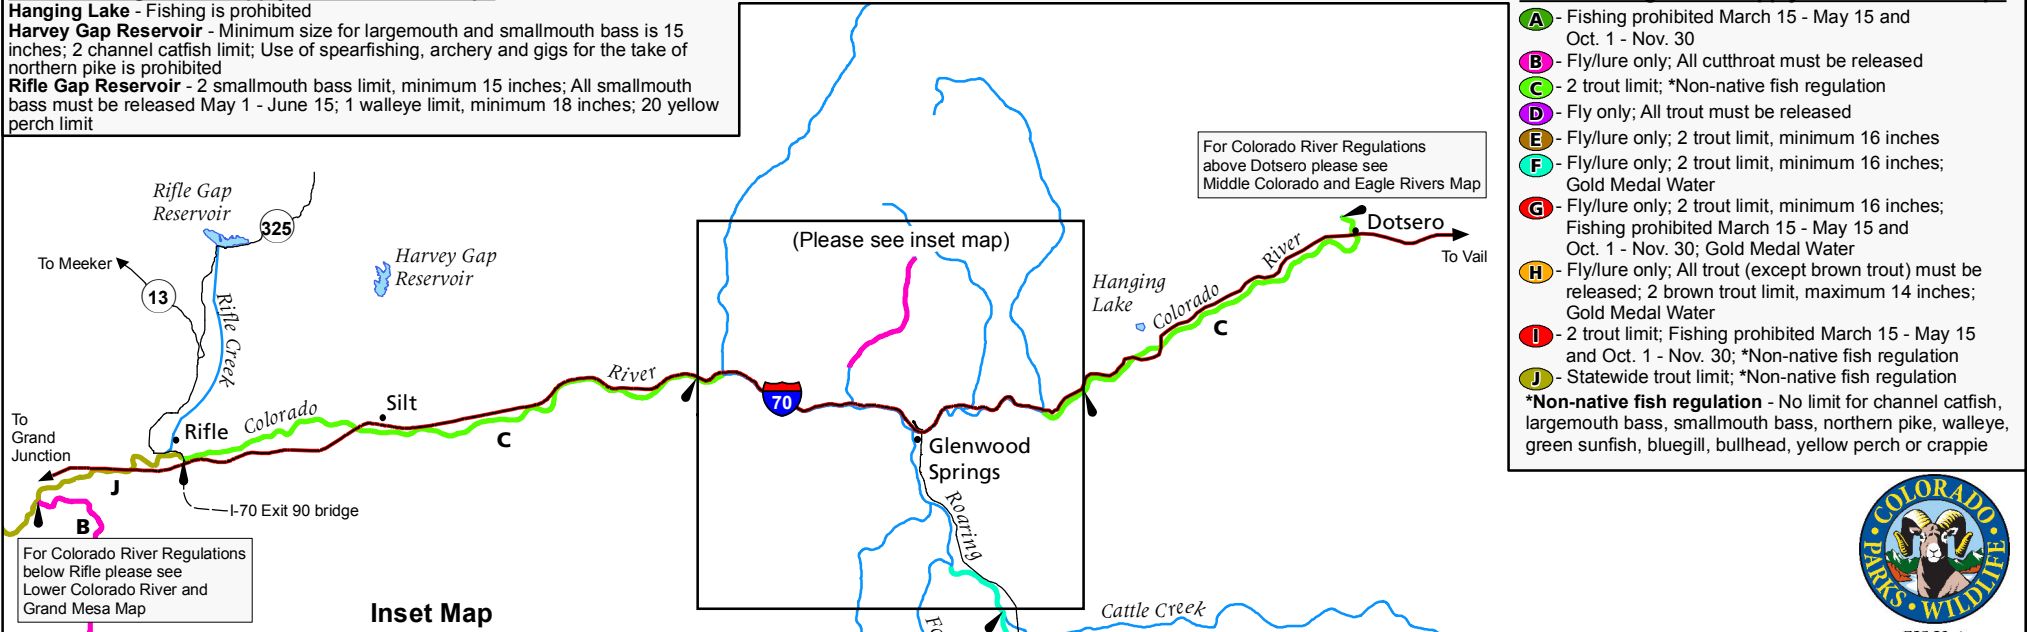 Hanging Lake - Fishing is prohibited
Harvey Gap Reservoir - Minimum size for largemouth and smallmouth bass is 15
inches; 2 channel catfish limit; Use of spearfishing, archery and gigs for the take of
northern pike is prohibited
Rifle Gap Reservoir - 2 smallmouth bass limit, minimum 15 inches; All smallmouth
bass must be released May 1 - June 15; 1 walleye limit, minimum 18 inches; 20 yellow
perch limit
A - Fishing prohibited March 15 - May 15 and
Oct. 1 - Nov. 30
B - Fly/lure only; All cutthroat must be released
C - 2 trout limit; *Non-native fish regulation
D - Fly only; All trout must be released
E - Fly/lure only; 2 trout limit, minimum 16 inches
F - Fly/lure only; 2 trout limit, minimum 16 inches;
Gold Medal Water
G - Fly/lure only; 2 trout limit, minimum 16 inches;
Fishing prohibited March 15 - May 15 and
Oct. 1 - Nov. 30; Gold Medal Water
H - Fly/lure only; All trout (except brown trout) must be
released; 2 brown trout limit, maximum 14 inches;
Gold Medal Water
I - 2 trout limit; Fishing prohibited March 15 - May 15
and Oct. 1 - Nov. 30; *Non-native fish regulation
J - Statewide trout limit; *Non-native fish regulation
*Non-native fish regulation - No limit for channel catfish,
largemouth bass, smallmouth bass, northern pike, walleye,
green sunfish, bluegill, bullhead, yellow perch or crappie
For Colorado River Regulations
above Dotsero please see
Middle Colorado and Eagle Rivers Map
Rifle Gap
Reservoir
325
To Meeker
13
Rifle Creek
Harvey Gap
Reservoir
(Please see inset map)
Hanging
Lake
Colorado
River
C
Dotsero
To Vail
River
70
To
Grand
Junction
Rifle
Colorado
Silt
C
Glenwood
Springs
J
I-70 Exit 90 bridge
B
Roaring
For Colorado River Regulations
below Rifle please see
Lower Colorado River and
Grand Mesa Map
Inset Map
Cattle Creek
COLORADO
PARKS • WILDLIFE